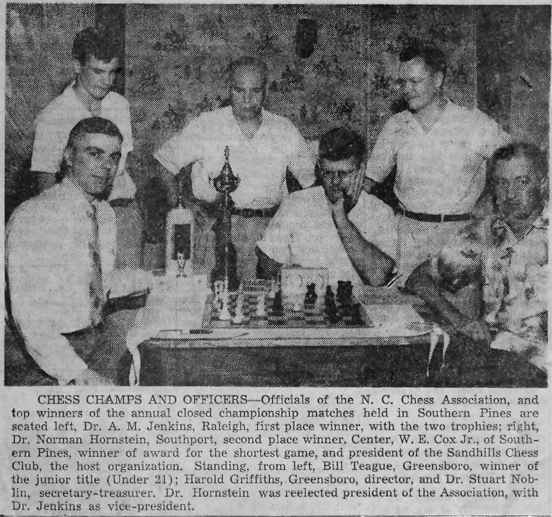 CHESS CHAMPS AND OFFICERS—Officials of the N. C. Chess Association, and
top winners of the annual closed championship matches held in Southern Pines are
seated left, Dr. A. M. Jenkins, Raleigh, first place winner, with the two trophies; right,
Dr. Norman Hornstein, Southport, second place winner, Center, W. E. Cox Jr., of South-
ern Pines, winner of award for the shortest game, and president of the Sandhills Chess
Club, the host organization. Standing, from left, Bill Teague, Greensboro, winner of
the junior title (Under 21); Harold Griffiths, Greensboro, director, and Dr. Stuart Nob-
lin, secretary-treasurer. Dr. Hornstein was reelected president of the Association, with
Dr. Jenkins as vice-president.